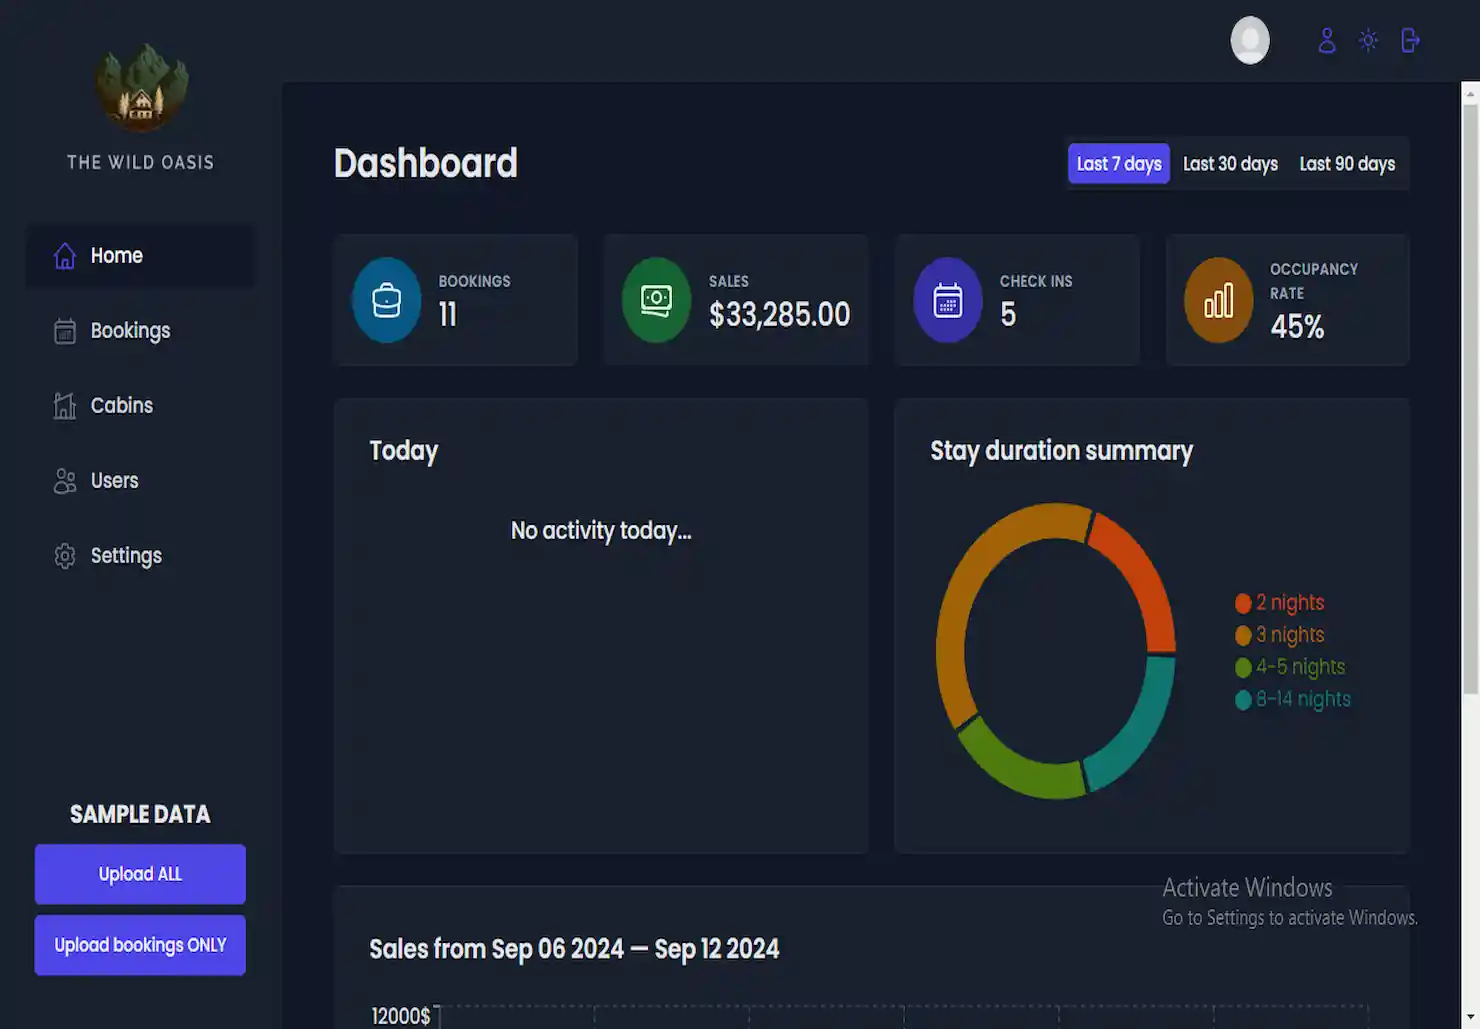 THE WILD OASIS
Home
Bookings
Cabins
Users
Settings
SAMPLE DATA
Upload ALL
Upload bookings ONLY
Dashboard
Last 7 days Last 30 days Last 90 days
BOOKINGS
11
SALES
$33,285.00
CHECK INS
5
OCCUPANCY
RATE
45%
Today
No activity today...
Stay duration summary
2 nights
3 nights
4-5 nights
8-14 nights
Activate Windows
Go to Settings to activate Windows.
Sales from Sep 06 2024 — Sep 12 2024
12000$